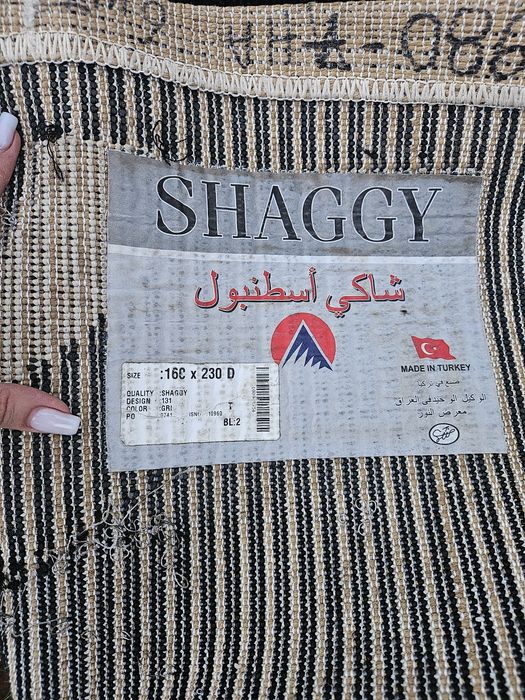 SHAGGY
شاكي أسطنبول
SIZE :160 x 230 D
QUALITY :SHAGGY
DESIGN :131
COLOR :GRI T
PO
BL:2
MADE IN TURKEY
صنع في تركيا
الوكيل الوحيد في العراق
معرض النور